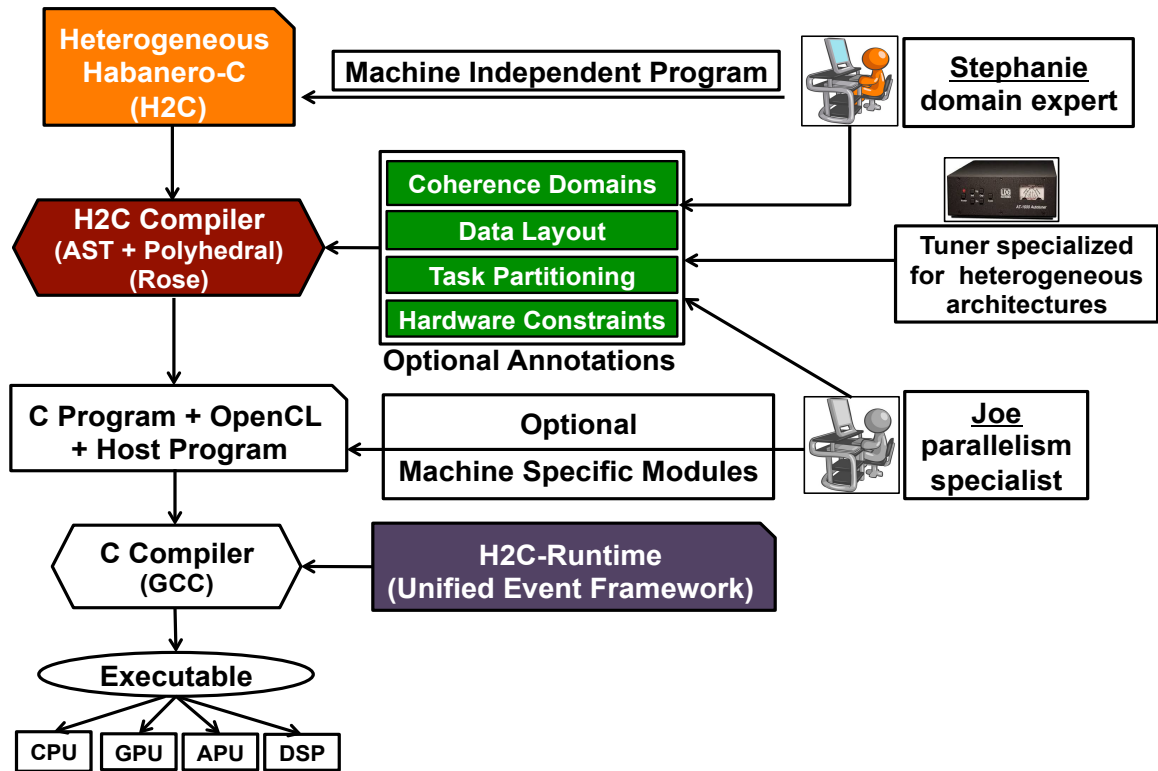 Heterogeneous
Habanero-C
(H2C)
Machine Independent Program
Stephanie
domain expert
Coherence Domains
Data Layout
Task Partitioning
Hardware Constraints
Optional Annotations
H2C Compiler
(AST + Polyhedral)
(Rose)
Tuner specialized
for heterogeneous
architectures
C Program + OpenCL
+ Host Program
Optional
Machine Specific Modules
Joe
parallelism
specialist
C Compiler
(GCC)
H2C-Runtime
(Unified Event Framework)
Executable
CPU
GPU
APU
DSP